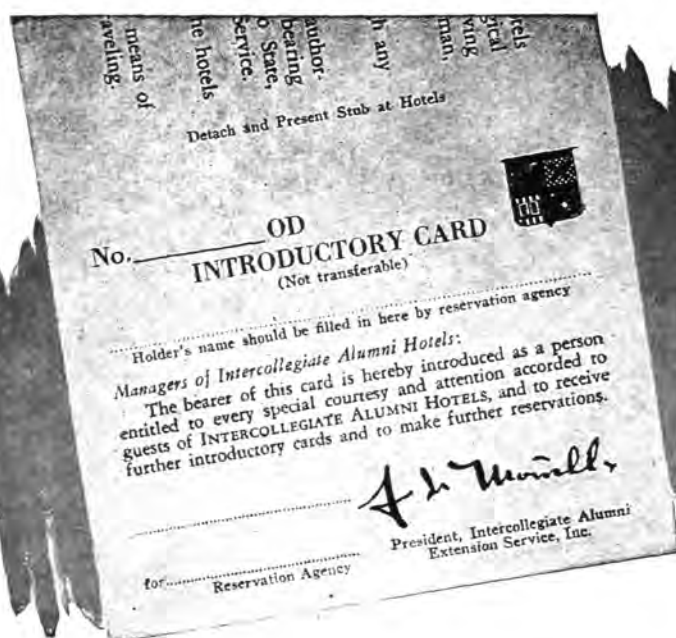 rels
gical
ving
man,
h any
author-
bearing
o State,
Service.
he hotels
means of
aveling.
Detach and Present Stub at Hotels
No.__________OD
INTRODUCTORY CARD
(Not transferable)
Holder's name should be filled in here by reservation agency
Managers of Intercollegiate Alumni Hotels:
The bearer of this card is hereby introduced as a person
entitled to every special courtesy and attention accorded to
guests of INTERCOLLEGIATE ALUMNI HOTELS, and to receive
further introductory cards and to make further reservations.
President, Intercollegiate Alumni
Extension Service, Inc.
for
Reservation Agency